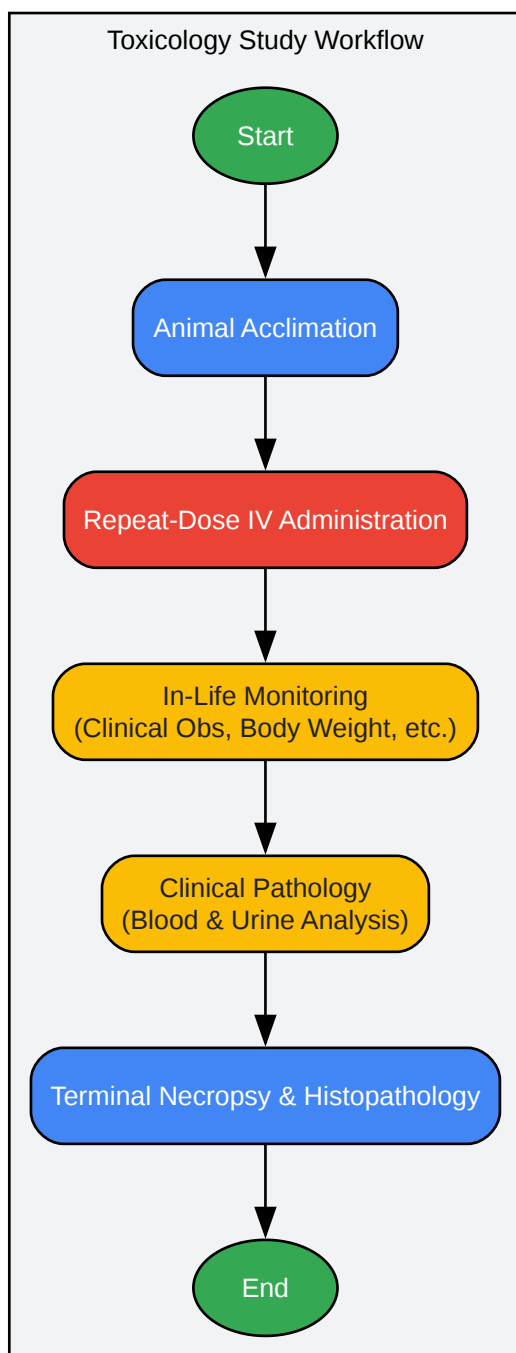 Toxicology Study Workflow
Start
Animal Acclimation
Repeat-Dose IV Administration
In-Life Monitoring
(Clinical Obs, Body Weight, etc.)
Clinical Pathology
(Blood & Urine Analysis)
Terminal Necropsy & Histopathology
End